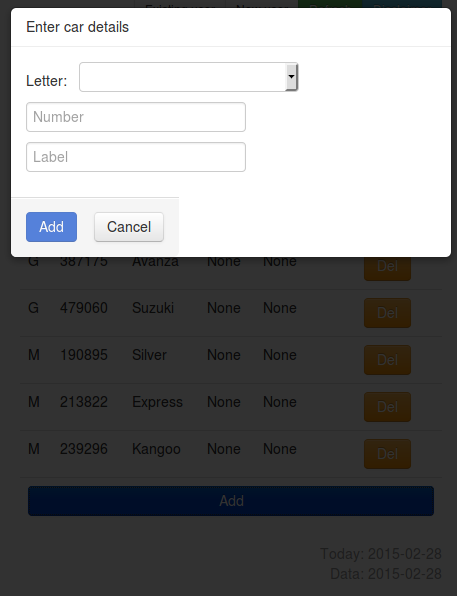 Enter car details
Letter:
Number
Label
Add Cancel
G 387175 Avanza None None Del
G 479060 Suzuki None None Del
M 190895 Silver None None Del
M 213822 Express None None Del
M 239296 Kangoo None None Del
Add
Today: 2015-02-28
Data: 2015-02-28